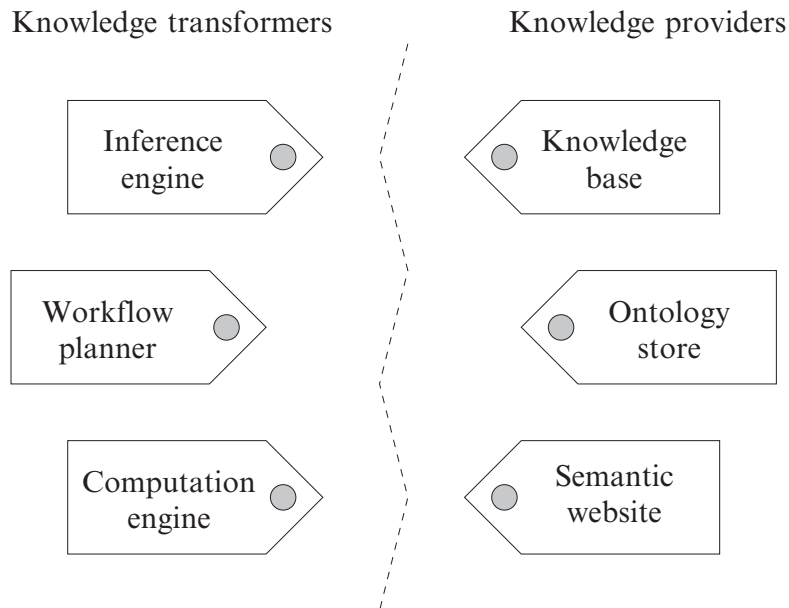 Knowledge transformers
Knowledge providers
Inference
engine
Knowledge
base
Workflow
planner
Ontology
store
Computation
engine
Semantic
website